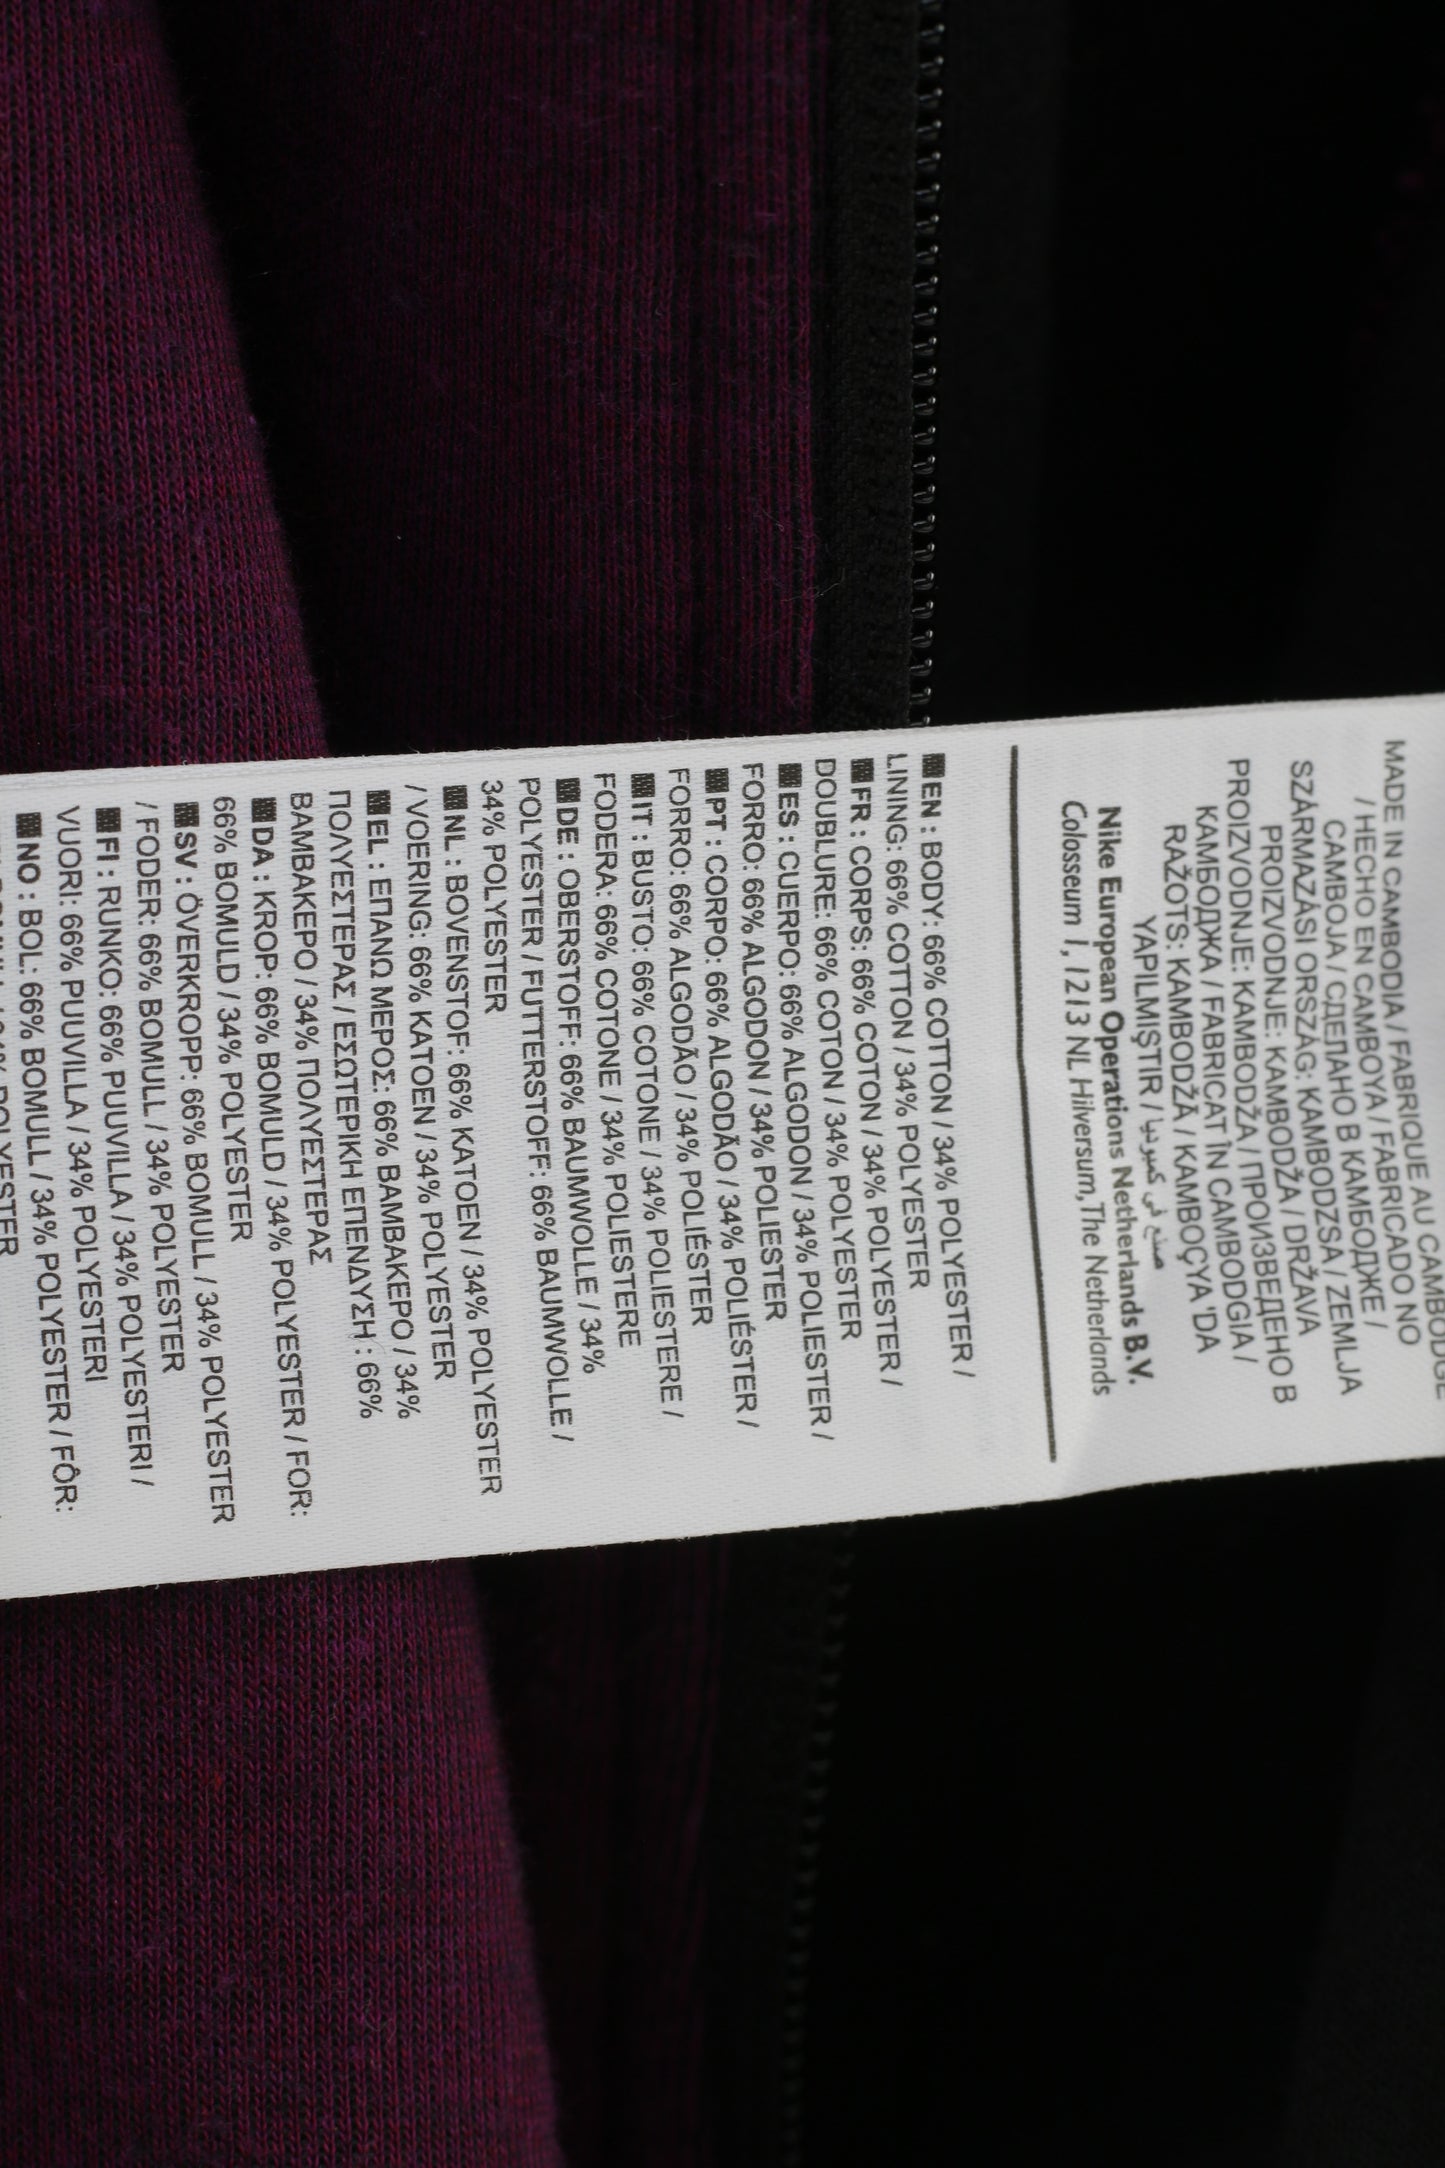 MADE IN CAMBODIA / FABRIQUE AU CAMBODGE
/ HECHO EN CAMBOYA / FABRICADO NO
CAMBOJA / СДЕЛАНО В КАМБОДЖЕ /
SZÁRMAZÁSI ORSZÁG: KAMBODZSA / ZEMLJA
PROIZVODNJE: KAMBODŽA / DRŽAVA
PROIZVODNJE: KAMBODŽA / ПРОИЗВЕДЕНО В
КАМБОДЖА / FABRICAT ÎN CAMBODGIA /
RAŽOTS: KAMBODŽĀ / KAMBOÇYA 'DA
YAPILMIŞTIR / صنع في كمبوديا
Nike European Operations Netherlands B.V.
Colosseum 1, 1213 NL Hilversum, The Netherlands
EN : BODY: 66% COTTON / 34% POLYESTER /
LINING: 66% COTTON / 34% POLYESTER
FR : CORPS: 66% COTON / 34% POLYESTER /
DOUBLURE: 66% COTON / 34% POLYESTER
ES : CUERPO: 66% ALGODON / 34% POLIESTER /
FORRO: 66% ALGODON / 34% POLIESTER
PT : CORPO: 66% ALGODÃO / 34% POLIÉSTER /
FORRO: 66% ALGODÃO / 34% POLIÉSTER
IT : BUSTO: 66% COTONE / 34% POLIESTERE /
FODERA: 66% COTONE / 34% POLIESTERE
DE : OBERSTOFF: 66% BAUMWOLLE / 34%
POLYESTER / FUTTERSTOFF: 66% BAUMWOLLE /
34% POLYESTER
NL : BOVENSTOF: 66% KATOEN / 34% POLYESTER
/ VOERING: 66% KATOEN / 34% POLYESTER
EL : ΕΠΑΝΩ ΜΕΡΟΣ: 66% ΒΑΜΒΑΚΕΡΟ / 34%
ΠΟΛΥΕΣΤΕΡΑΣ / ΕΣΩΤΕΡΙΚΗ ΕΠΕΝΔΥΣΗ : 66%
ΒΑΜΒΑΚΕΡΟ / 34% ΠΟΛΥΕΣΤΕΡΑΣ
DA : KROP: 66% BOMULD / 34% POLYESTER / FOR:
66% BOMULD / 34% POLYESTER
SV : ÖVERKROPP: 66% BOMULL / 34% POLYESTER
/ FODER: 66% BOMULL / 34% POLYESTER
FI : RUNKO: 66% PUUVILLA / 34% POLYESTERI /
VUORI: 66% PUUVILLA / 34% POLYESTERI
NO : BOL: 66% BOMULL / 34% POLYESTER / FÔR:
POLYESTER